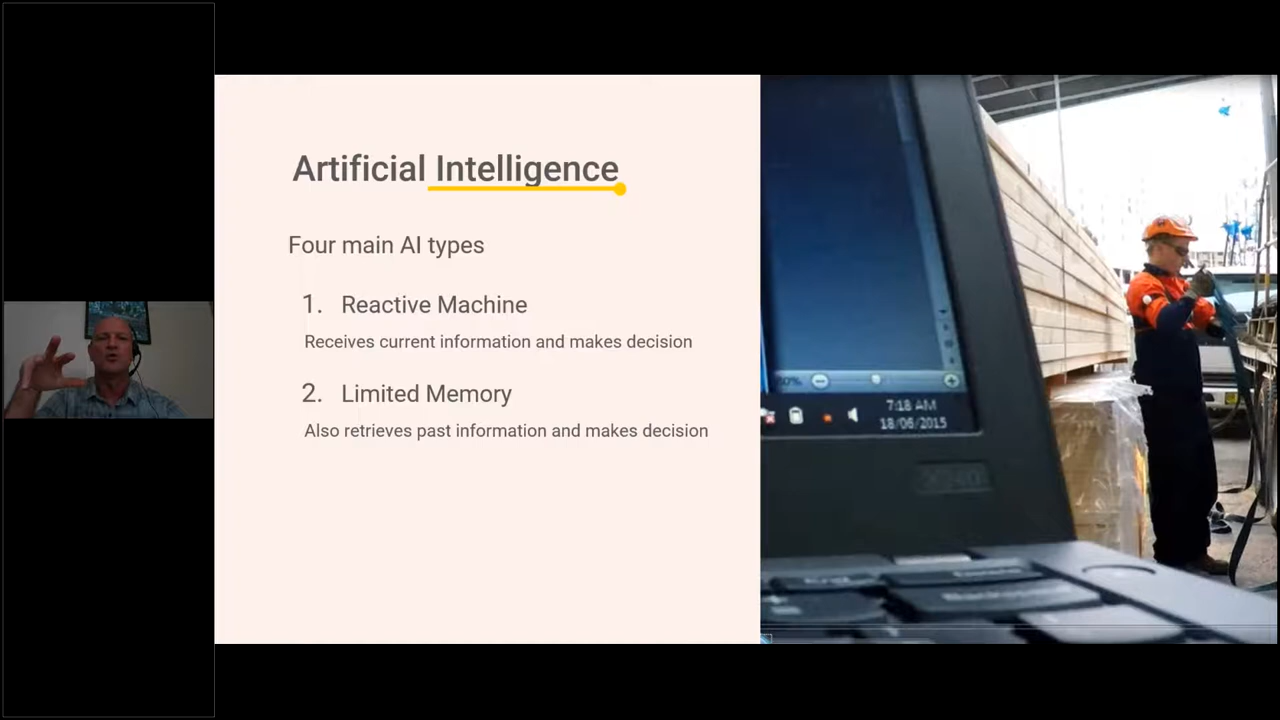 Artificial Intelligence
Four main AI types
1. Reactive Machine
Receives current information and makes decision
2. Limited Memory
Also retrieves past information and makes decision
7:18 AM
18/06/2015